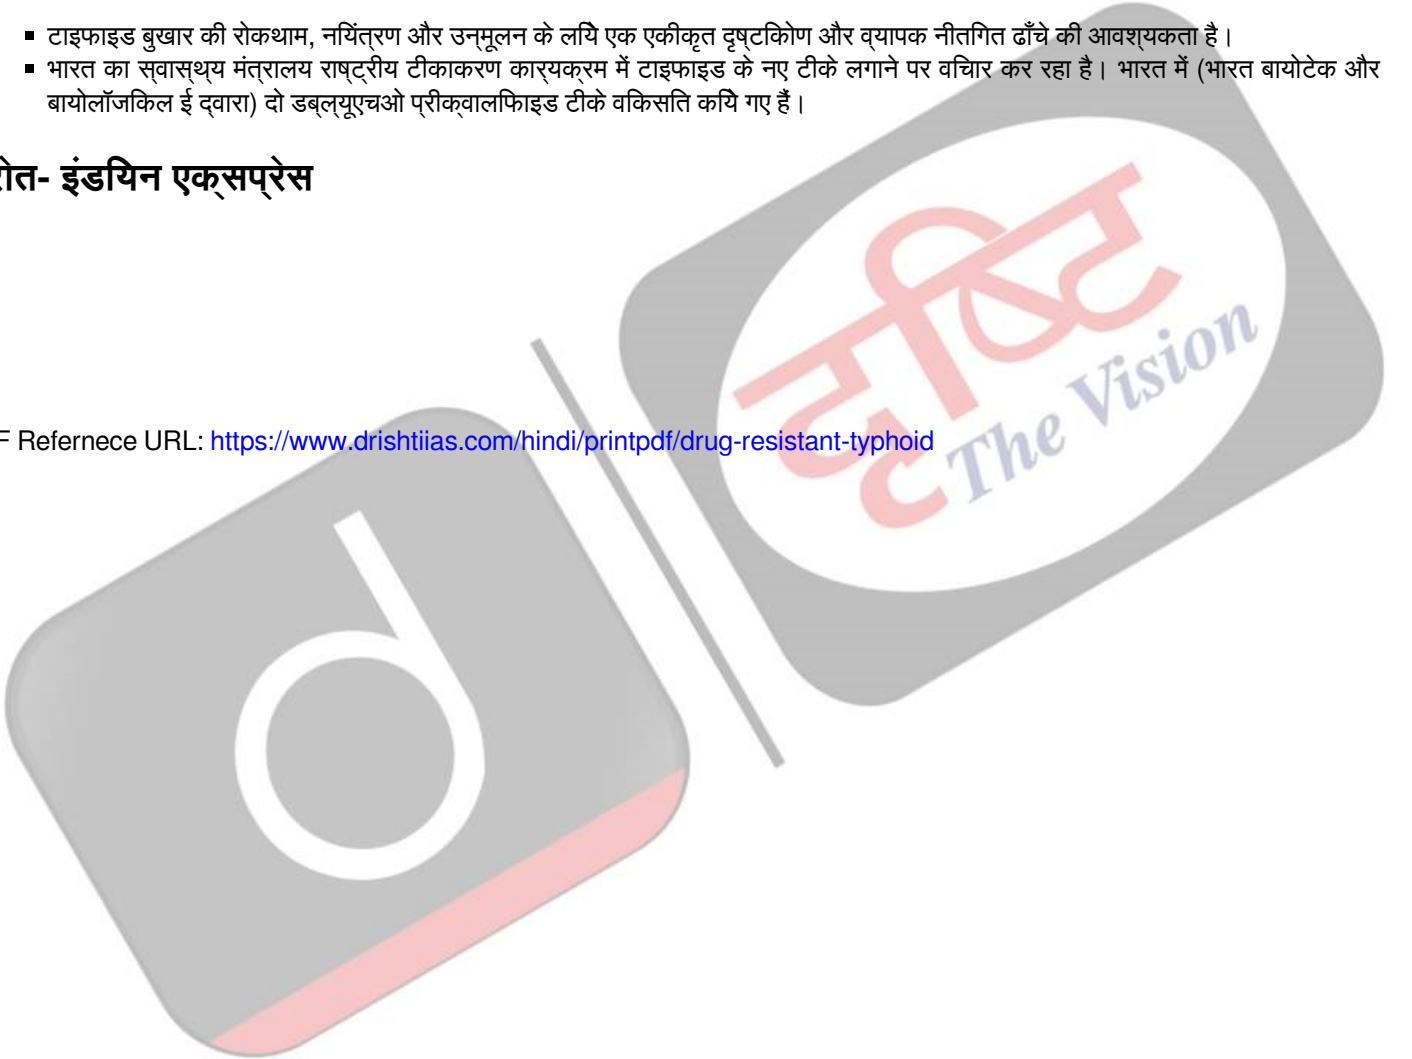 टाइफाइड बुखार की रोकथाम, नियंत्रण और उन्मूलन के लिये एक एकीकृत दृष्टिकोण और व्यापक नीतिगत ढाँचे की आवश्यकता है।
भारत का स्वास्थ्य मंत्रालय राष्ट्रीय टीकाकरण कार्यक्रम में टाइफाइड के नए टीके लगाने पर विचार कर रहा है। भारत में (भारत बायोटेक और
बायोलॉजिकल ई द्वारा) दो डब्ल्यूएचओ प्रीक्वालिफाइड टीके विकसित किये गए हैं।
रोत- इंडियन एक्सप्रेस
दृष्टि
The Vision
F Refernece URL: https://www.drishtiias.com/hindi/printpdf/drug-resistant-typhoid
d